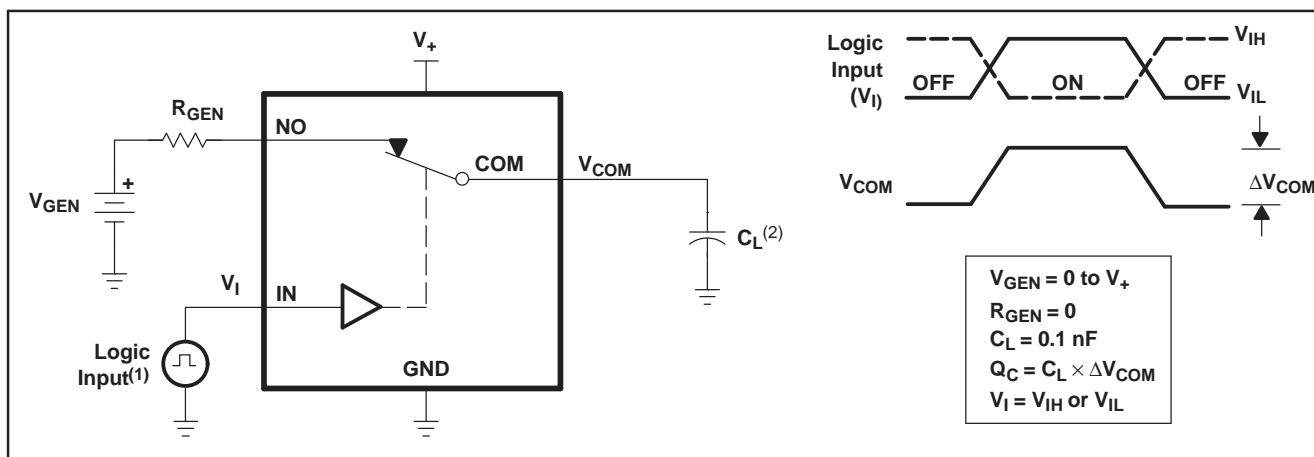 V+
RGEN
NO
COM
VCOM
VGEN
+
CL(2)
VI
IN
Logic
Input(1)
GND
Logic
Input
(VI)
OFF
ON
OFF
VIH
VIL
VCOM
ΔVCOM
VGEN = 0 to V+
RGEN = 0
CL = 0.1 nF
QC = CL × ΔVCOM
VI = VIH or VIL